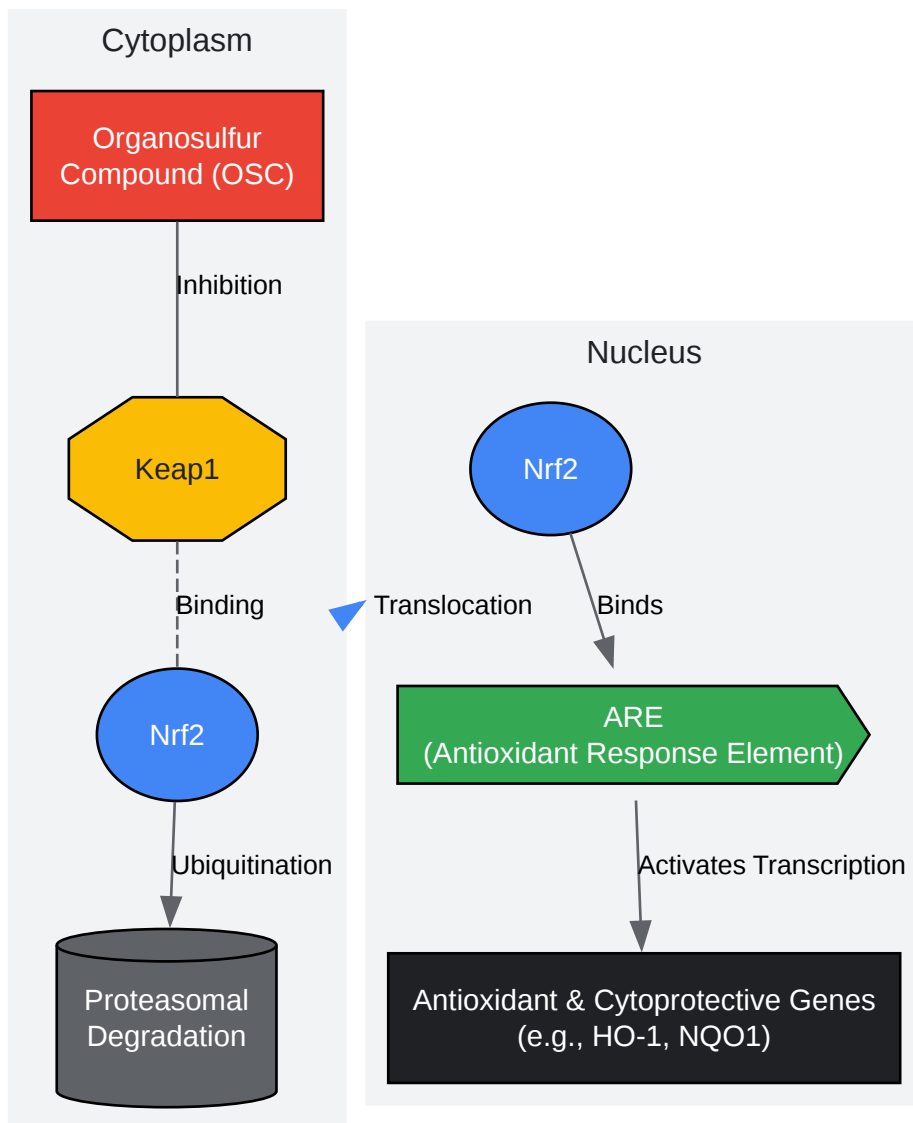 Cytoplasm
Organosulfur
Compound (OSC)
Inhibition
Keap1
Binding
Nrf2
Ubiquitination
Proteasomal
Degradation
Translocation
Nucleus
Nrf2
Binds
ARE
(Antioxidant Response Element)
Activates Transcription
Antioxidant & Cytoprotective Genes
(e.g., HO-1, NQO1)